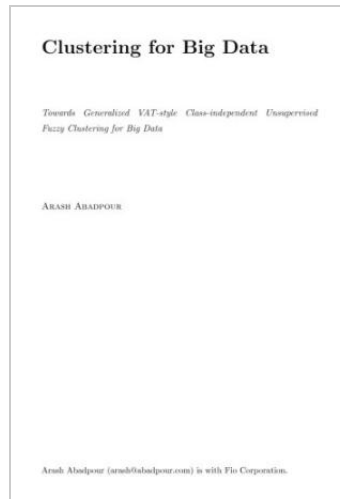 Clustering for Big Data
Towards Generalized VAT-style Class-independent Unsupervised
Fuzzy Clustering for Big Data
Arash Abadpour
Arash Abadpour (arash@abadpour.com) is with Fio Corporation.